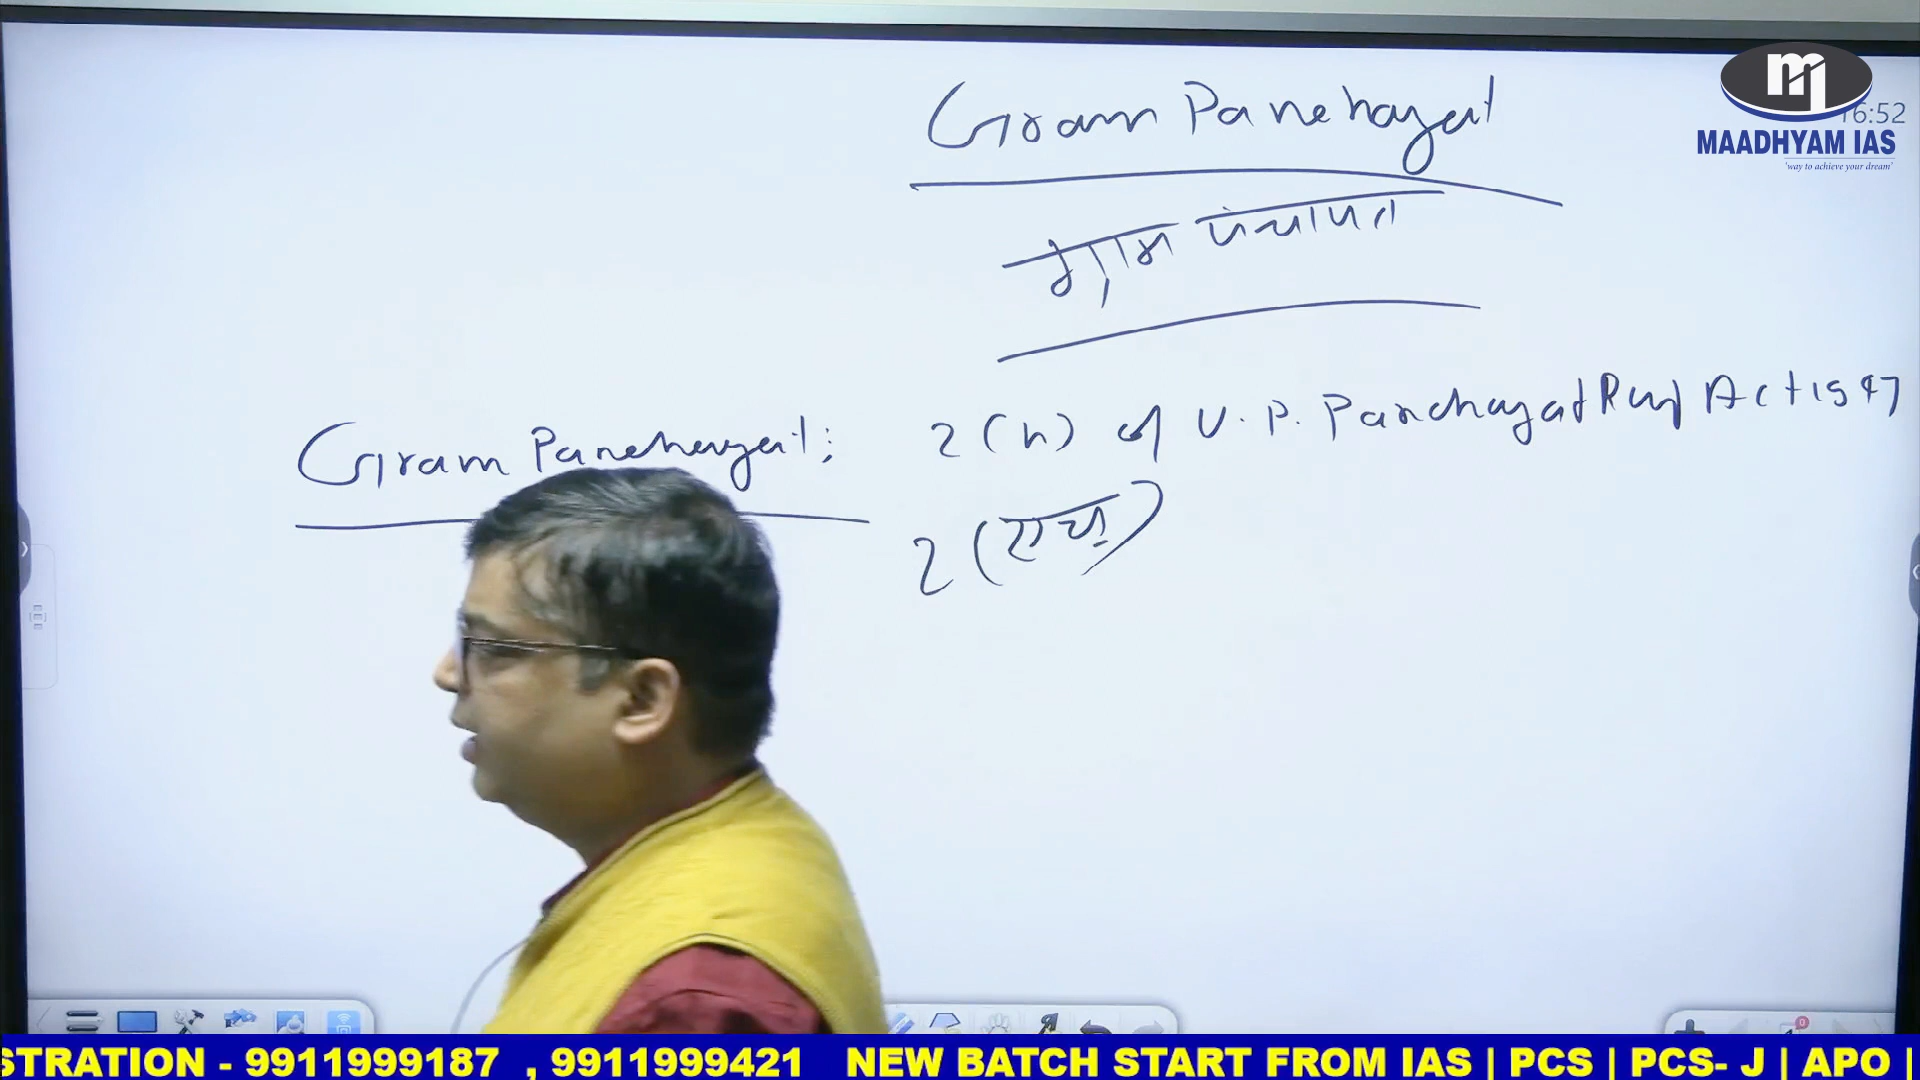 Gram Panchayat
ग्राम पंचायत
Gram Panchayat: 2(h) of U.P. Panchayat Raj Act 1947
2(एच)
16:52
MAADHYAM IAS
'way to achieve your dream'
STRATION - 9911999187 , 9911999421 NEW BATCH START FROM IAS | PCS | PCS- J | APO |